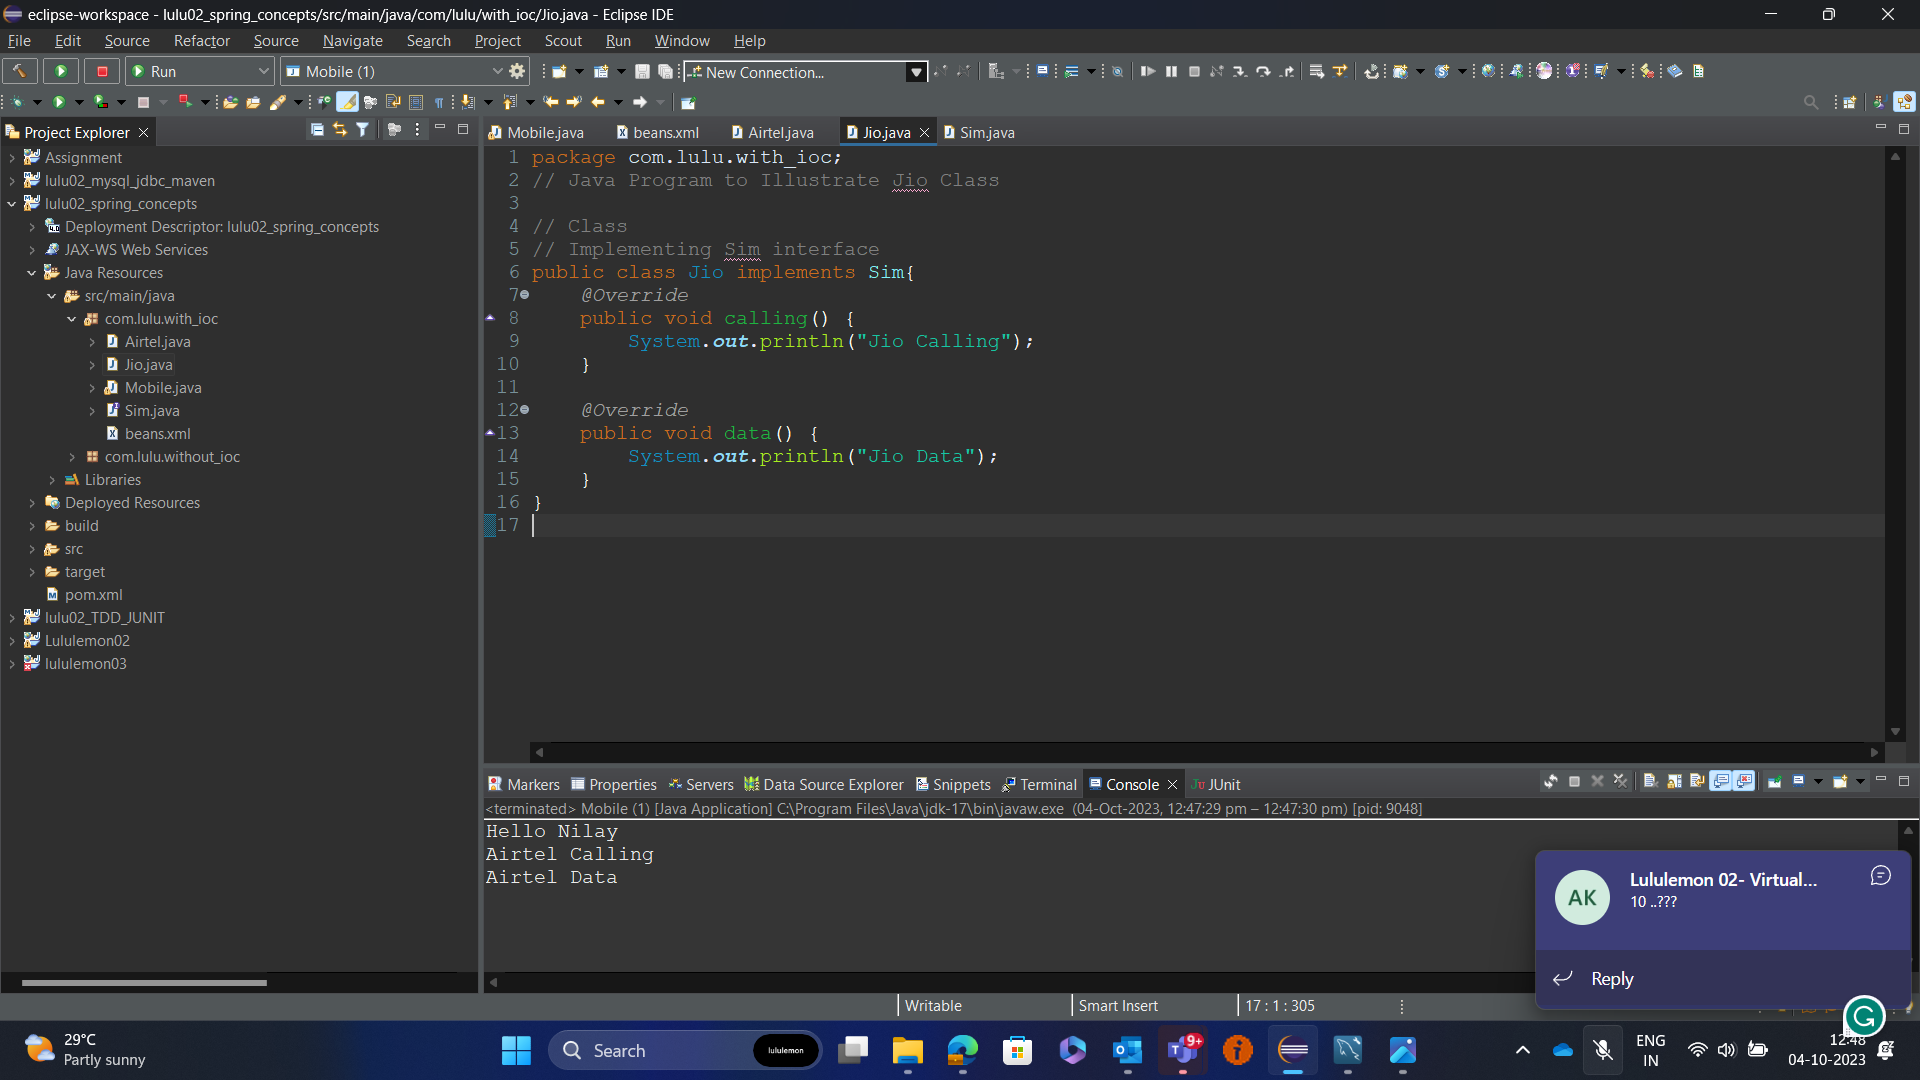 eclipse-workspace - lulu02_spring_concepts/src/main/java/com/lulu/with_ioc/Jio.java - Eclipse IDE
File Edit Source Refactor Source Navigate Search Project Scout Run Window Help
Run Mobile (1) New Connection...
Project Explorer
Assignment
lulu02_mysql_jdbc_maven
lulu02_spring_concepts
Deployment Descriptor: lulu02_spring_concepts
JAX-WS Web Services
Java Resources
src/main/java
com.lulu.with_ioc
Airtel.java
Jio.java
Mobile.java
Sim.java
beans.xml
com.lulu.without_ioc
Libraries
Deployed Resources
build
src
target
pom.xml
lulu02_TDD_JUNIT
Lululemon02
lululemon03
Mobile.java beans.xml Airtel.java Jio.java Sim.java
1 package com.lulu.with_ioc;
2 // Java Program to Illustrate Jio Class
3
4 // Class
5 // Implementing Sim interface
6 public class Jio implements Sim{
7 @Override
8 public void calling() {
9 System.out.println("Jio Calling");
10 }
11
12 @Override
13 public void data() {
14 System.out.println("Jio Data");
15 }
16 }
17
Markers Properties Servers Data Source Explorer Snippets Terminal Console JUnit
<terminated> Mobile (1) [Java Application] C:\Program Files\Java\jdk-17\bin\javaw.exe (04-Oct-2023, 12:47:29 pm – 12:47:30 pm) [pid: 9048]
Hello Nilay
Airtel Calling
Airtel Data
AK
Lululemon 02- Virtual...
10 ..???
Reply
Writable Smart Insert 17 : 1 : 305
29°C
Partly sunny
Search lululemon
9+
ENG
IN
12:48
04-10-2023